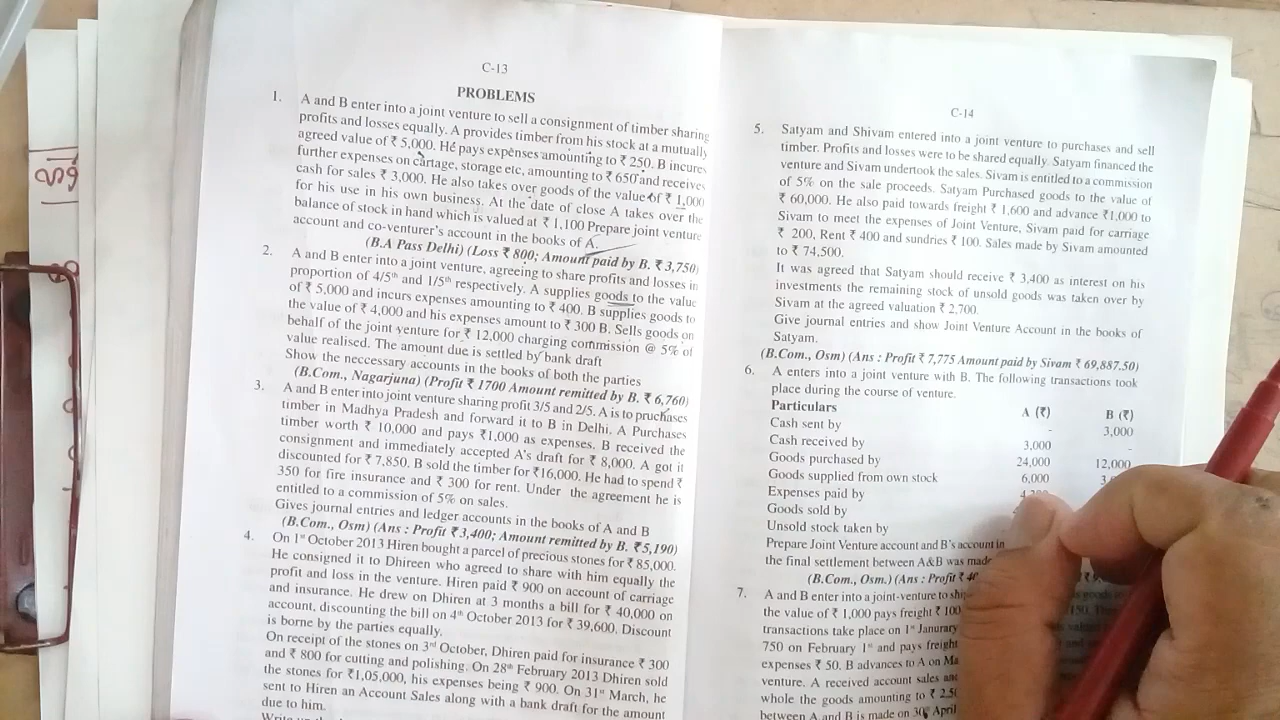 C-13
PROBLEMS
1. A and B enter into a joint venture to sell a consignment of timber sharing
profits and losses equally. A provides timber from his stock at a mutually
agreed value of ₹ 5,000. He pays expenses amounting to ₹ 250. B incures
further expenses on cartage, storage etc, amounting to ₹ 650 and receives
cash for sales ₹ 3,000. He also takes over goods of the value of ₹ 1,000
for his use in his own business. At the date of close A takes over the
balance of stock in hand which is valued at ₹ 1,100 Prepare joint venture
account and co-venturer's account in the books of A.
(B.A Pass Delhi) (Loss ₹ 800; Amount paid by B. ₹ 3,750)
2. A and B enter into a joint venture, agreeing to share profits and losses in
proportion of 4/5th and 1/5th respectively. A supplies goods to the value
of ₹ 5,000 and incurs expenses amounting to ₹ 400. B supplies goods to
the value of ₹ 4,000 and his expenses amount to ₹ 300 B. Sells goods on
behalf of the joint venture for ₹ 12,000 charging commission @ 5% of
value realised. The amount due is settled by bank draft
Show the neccessary accounts in the books of both the parties
(B.Com., Nagarjuna) (Profit ₹ 1700 Amount remitted by B. ₹ 6,760)
3. A and B enter into joint venture sharing profit 3/5 and 2/5. A is to pruchases
timber in Madhya Pradesh and forward it to B in Delhi. A Purchases
timber worth ₹ 10,000 and pays ₹1,000 as expenses. B received the
consignment and immediately accepted A's draft for ₹ 8,000. A got it
discounted for ₹ 7,850. B sold the timber for ₹16,000. He had to spend ₹
350 for fire insurance and ₹ 300 for rent. Under the agreement he is
entitled to a commission of 5% on sales.
Gives journal entries and ledger accounts in the books of A and B
(B.Com., Osm) (Ans : Profit ₹ 3,400; Amount remitted by B. ₹5,190)
4. On 1st October 2013 Hiren bought a parcel of precious stones for ₹ 85,000.
He consigned it to Dhireen who agreed to share with him equally the
profit and loss in the venture. Hiren paid ₹ 900 on account of carriage
and insurance. He drew on Dhiren at 3 months a bill for ₹ 40,000 on
account, discounting the bill on 4th October 2013 for ₹ 39,600. Discount
is borne by the parties equally.
On receipt of the stones on 3rd October, Dhiren paid for insurance ₹ 300
and ₹ 800 for cutting and polishing. On 28th February 2013 Dhiren sold
the stones for ₹1,05,000, his expenses being ₹ 900. On 31st March, he
sent to Hiren an Account Sales along with a bank draft for the amount
due to him.
C-14
5. Satyam and Shivam entered into a joint venture to purchases and sell
timber. Profits and losses were to be shared equally. Satyam financed the
venture and Sivam undertook the sales. Sivam is entitled to a commission
of 5% on the sale proceeds. Satyam Purchased goods to the value of
₹ 60,000. He also paid towards freight ₹ 1,600 and advance ₹1,000 to
Sivam to meet the expenses of Joint Venture, Sivam paid for carriage
₹ 200, Rent ₹ 400 and sundries ₹ 100. Sales made by Sivam amounted
to ₹ 74,500.
It was agreed that Satyam should receive ₹ 3,400 as interest on his
investments the remaining stock of unsold goods was taken over by
Sivam at the agreed valuation ₹ 2,700.
Give journal entries and show Joint Venture Account in the books of
Satyam.
(B.Com., Osm) (Ans : Profit ₹ 7,775 Amount paid by Sivam ₹ 69,887.50)
6. A enters into a joint venture with B. The following transactions took
place during the course of venture.
Particulars A (₹) B (₹)
Cash sent by - 3,000
Cash received by 3,000 -
Goods purchased by 24,000 12,000
Goods supplied from own stock 6,000
Expenses paid by
Goods sold by
Unsold stock taken by
Prepare Joint Venture account and B's account in
the final settlement between A&B was made
(B.Com., Osm.) (Ans : Profit ₹
7. A and B enter into a joint-venture to ship
the value of ₹ 1,000 pays freight ₹ 100
transactions take place on 1st Janurary
750 on February 1st and pays freight
expenses ₹ 50. B advances to A on
venture. A received account sales
whole the goods amounting to ₹
between A and B is made on 30th April